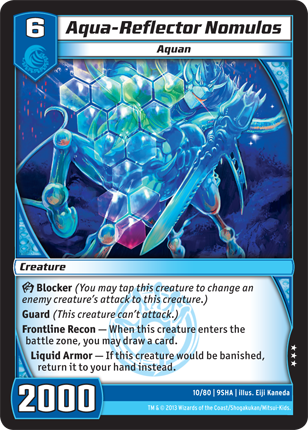 6
Aqua-Reflector Nomulos
Aquan
Creature
Blocker (You may tap this creature to change an
enemy creature's attack to this creature.)
Guard (This creature can't attack.)
Frontline Recon — When this creature enters the
battle zone, you may draw a card.
Liquid Armor — If this creature would be banished,
return it to your hand instead.
10/80 | 9SHA | illus. Eiji Kaneda
2000
TM & © 2013 Wizards of the Coast/Shogakukan/Mitsui-Kids.